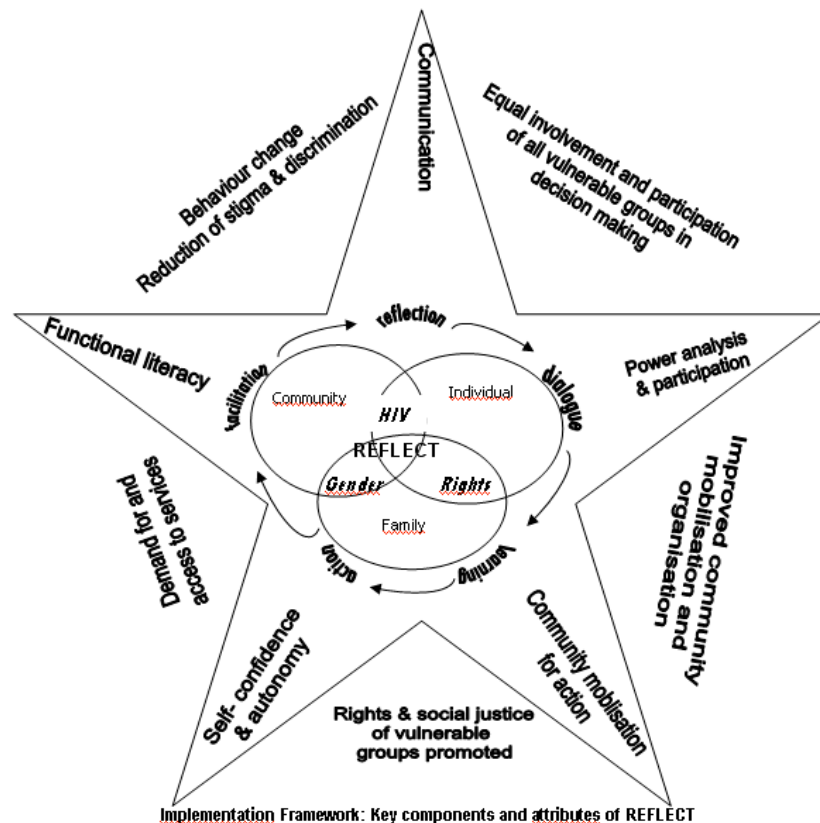 Communication
Behaviour change
Reduction of stigma & discrimination
Equal involvement and participation
of all vulnerable groups in
decision making
Functional literacy
Power analysis
& participation
reflection
facilitation
dialogue
Community
Individual
HIV
REFLECT
Gender
Rights
Family
action
learning
Demand for and
access to services
Improved community
mobilisation and
organisation
Self- confidence
& autonomy
Community moblisation
for action
Rights & social justice
of vulnerable
groups promoted
Implementation Framework: Key components and attributes of REFLECT